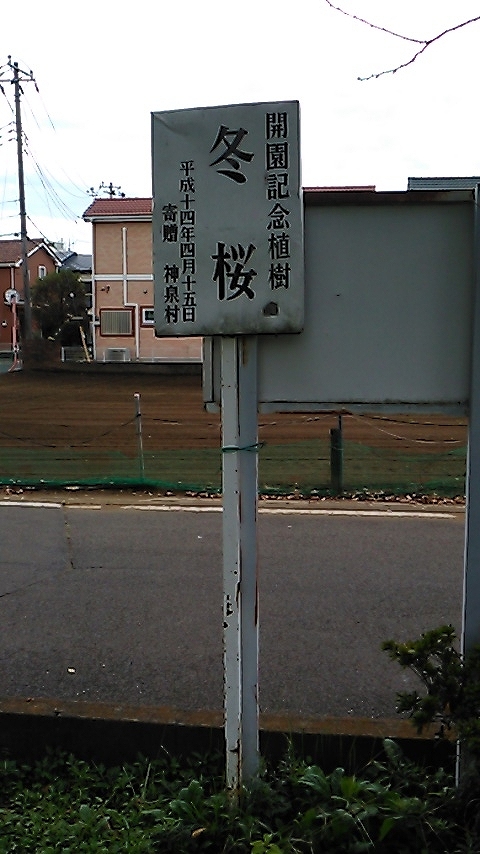 開園記念植樹
冬桜
平成十四年四月十五日
寄贈 神泉村